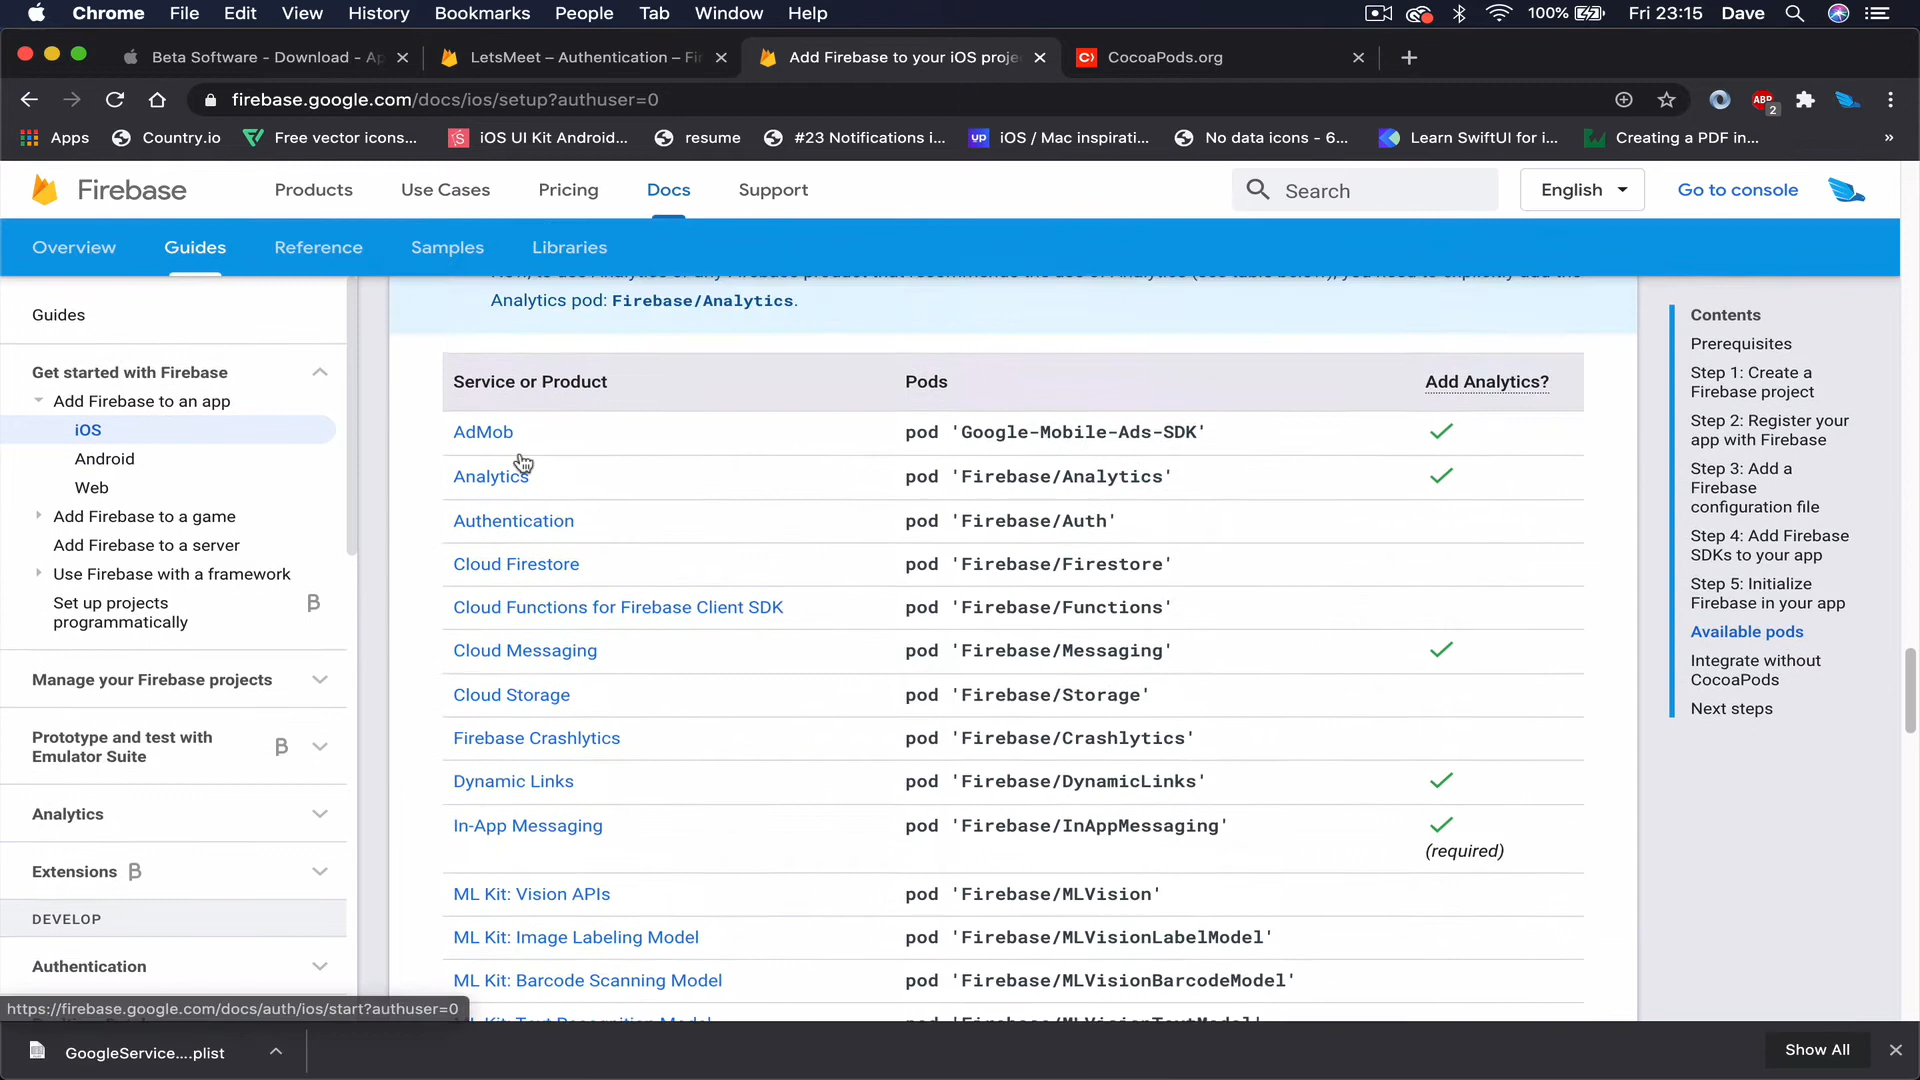 Chrome File Edit View History Bookmarks People Tab Window Help 100% Fri 23:15 Dave
Beta Software - Download - Ap LetsMeet – Authentication – Fir Add Firebase to your iOS proje CocoaPods.org
firebase.google.com/docs/ios/setup?authuser=0 ABP 2
Apps Country.io Free vector icons... iOS UI Kit Android... resume #23 Notifications i... up iOS / Mac inspirati... No data icons - 6... Learn SwiftUI for i... Creating a PDF in... »
Firebase Products Use Cases Pricing Docs Support Search English Go to console
Overview Guides Reference Samples Libraries
Analytics pod: Firebase/Analytics.
Guides
Get started with Firebase
Add Firebase to an app
iOS
Android
Web
Add Firebase to a game
Add Firebase to a server
Use Firebase with a framework
Set up projects β
programmatically
Manage your Firebase projects
Prototype and test with β
Emulator Suite
Analytics
Extensions β
DEVELOP
Authentication
Service or Product Pods Add Analytics?
AdMob pod 'Google-Mobile-Ads-SDK'
Analytics pod 'Firebase/Analytics'
Authentication pod 'Firebase/Auth'
Cloud Firestore pod 'Firebase/Firestore'
Cloud Functions for Firebase Client SDK pod 'Firebase/Functions'
Cloud Messaging pod 'Firebase/Messaging'
Cloud Storage pod 'Firebase/Storage'
Firebase Crashlytics pod 'Firebase/Crashlytics'
Dynamic Links pod 'Firebase/DynamicLinks'
In-App Messaging pod 'Firebase/InAppMessaging'
(required)
ML Kit: Vision APIs pod 'Firebase/MLVision'
ML Kit: Image Labeling Model pod 'Firebase/MLVisionLabelModel'
ML Kit: Barcode Scanning Model pod 'Firebase/MLVisionBarcodeModel'
Contents
Prerequisites
Step 1: Create a
Firebase project
Step 2: Register your
app with Firebase
Step 3: Add a
Firebase
configuration file
Step 4: Add Firebase
SDKs to your app
Step 5: Initialize
Firebase in your app
Available pods
Integrate without
CocoaPods
Next steps
https://firebase.google.com/docs/auth/ios/start?authuser=0
GoogleService....plist Show All